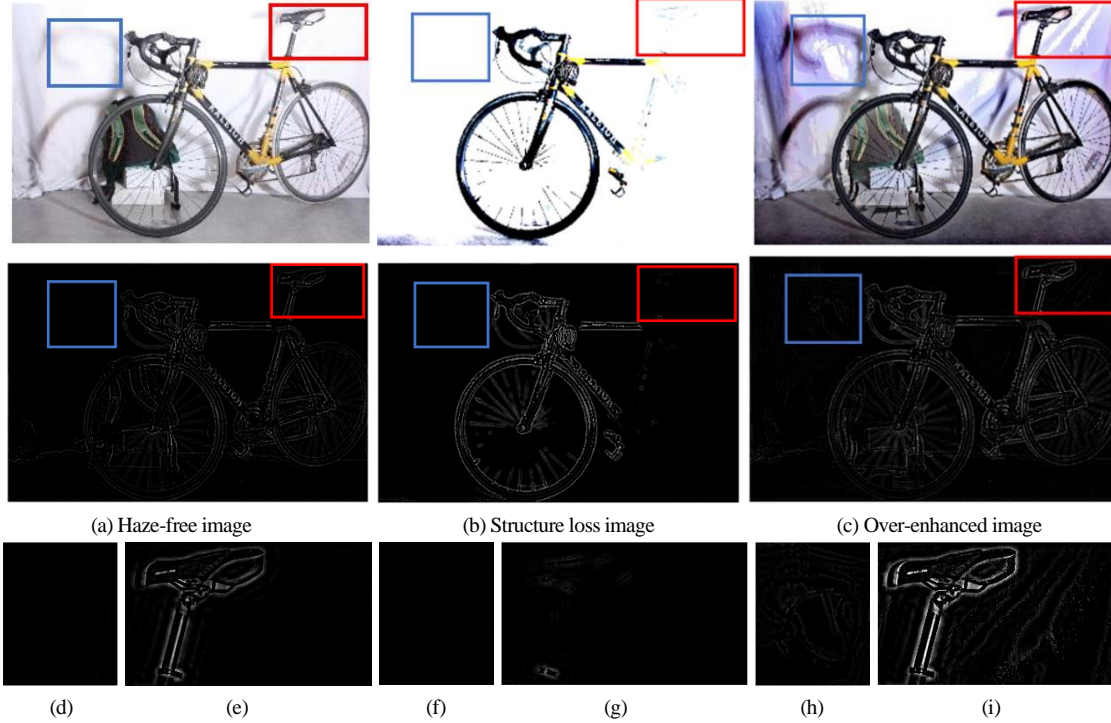 (a) Haze-free image
(b) Structure loss image
(c) Over-enhanced image
(d)
(e)
(f)
(g)
(h)
(i)